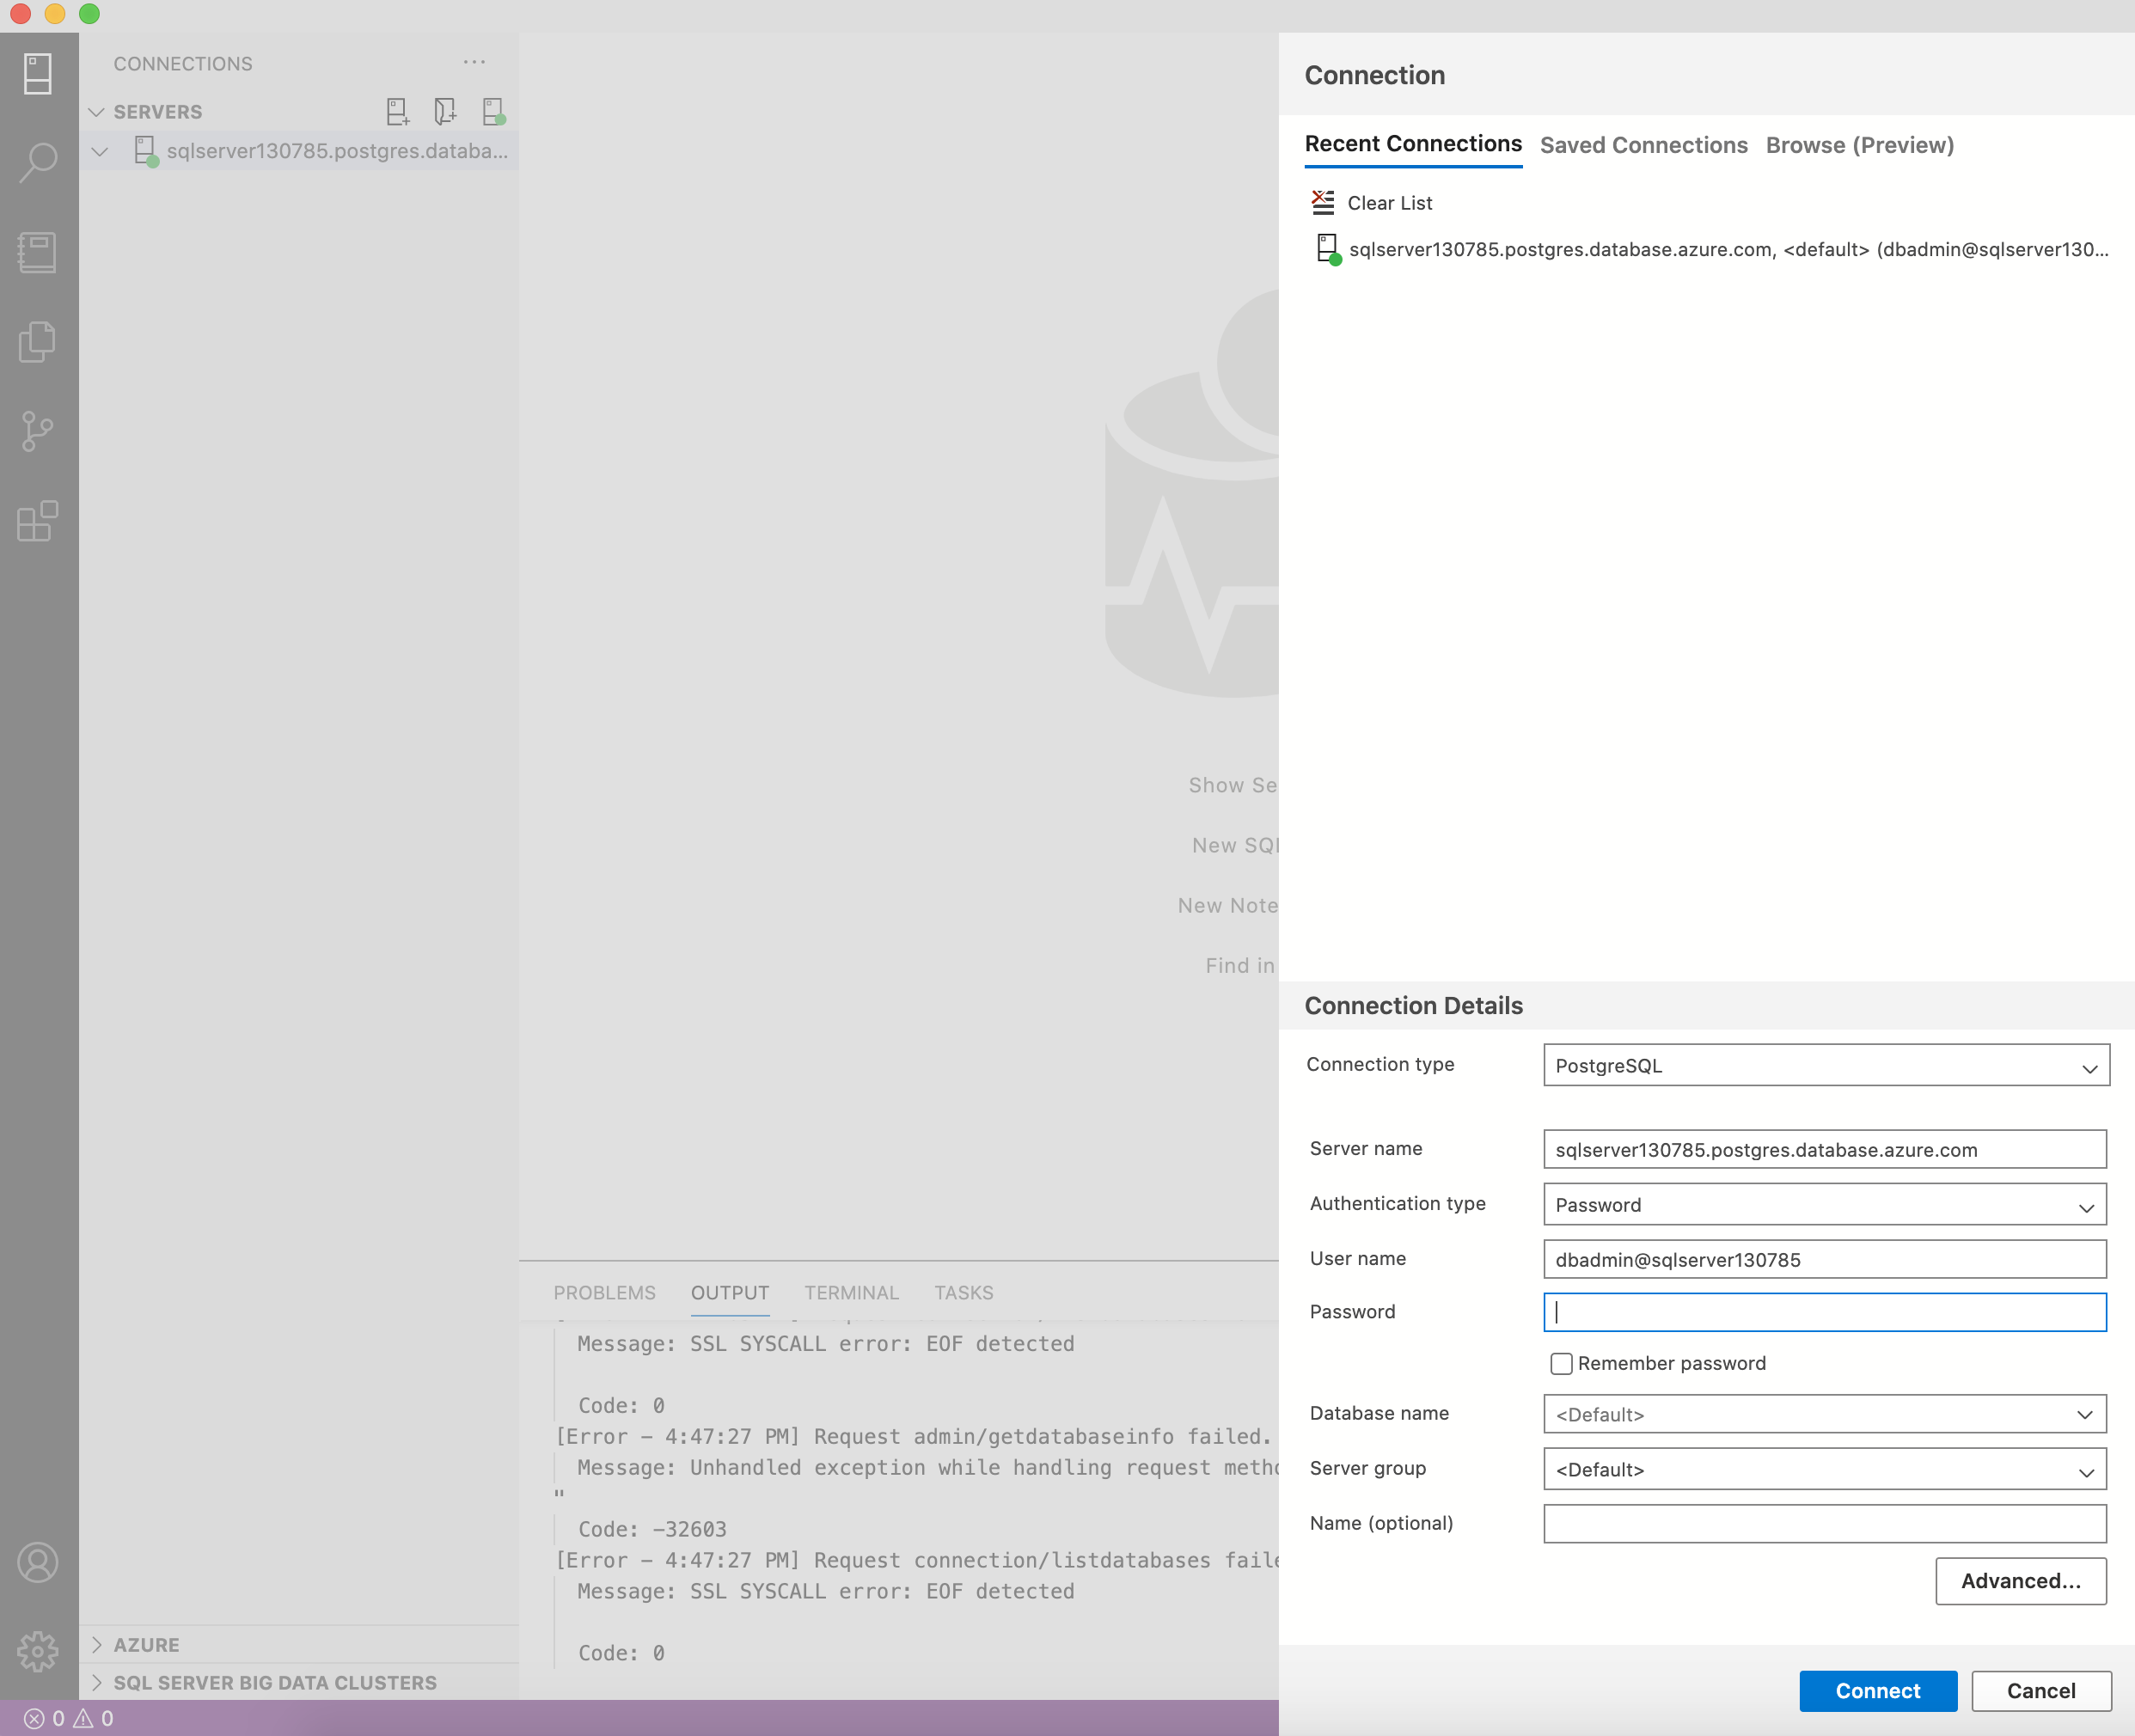 CONNECTIONS
SERVERS
sqlserver130785.postgres.databa...
Show Se
New SQ
New Note
Find in
PROBLEMS OUTPUT TERMINAL TASKS
Message: SSL SYSCALL error: EOF detected
Code: 0
[Error - 4:47:27 PM] Request admin/getdatabaseinfo failed.
Message: Unhandled exception while handling request meth
"
Code: -32603
[Error - 4:47:27 PM] Request connection/listdatabases faile
Message: SSL SYSCALL error: EOF detected
Code: 0
AZURE
SQL SERVER BIG DATA CLUSTERS
0 0
Connection
Recent Connections Saved Connections Browse (Preview)
Clear List
sqlserver130785.postgres.database.azure.com, <default> (dbadmin@sqlserver130...
Connection Details
Connection type PostgreSQL
Server name sqlserver130785.postgres.database.azure.com
Authentication type Password
User name dbadmin@sqlserver130785
Password
Remember password
Database name <Default>
Server group <Default>
Name (optional)
Advanced...
Connect Cancel